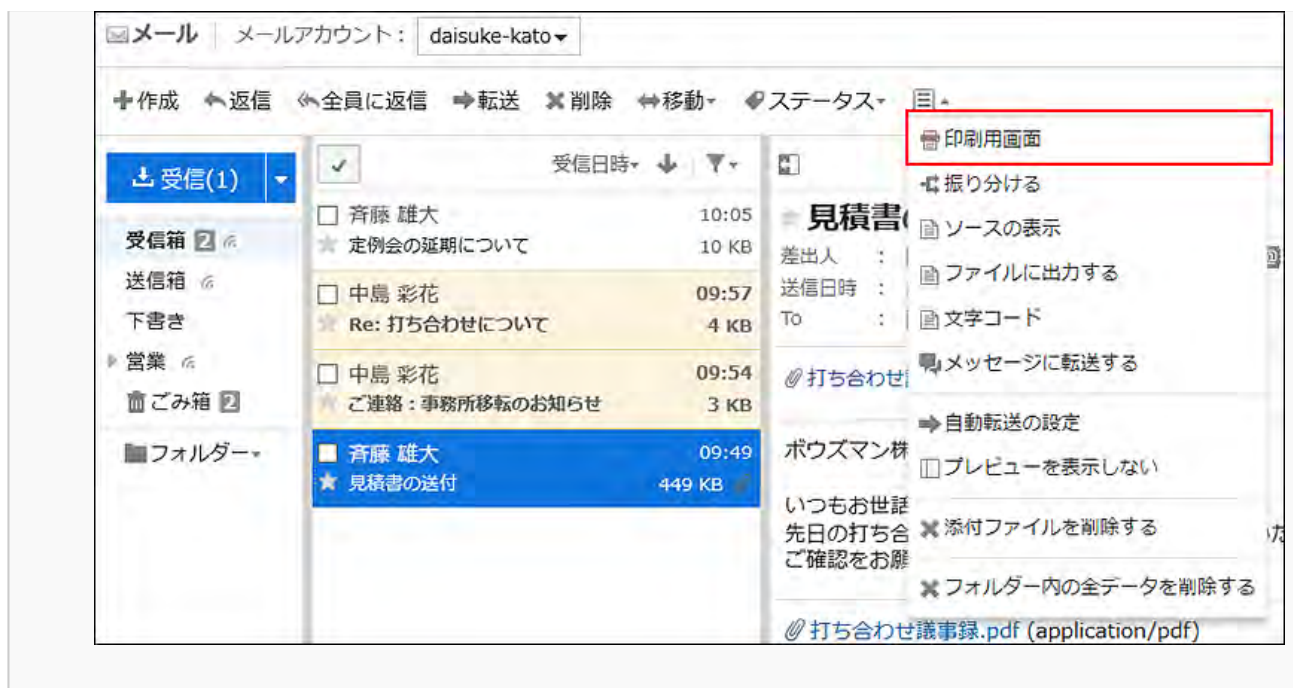 メール メールアカウント： daisuke-kato
作成 返信 全員に返信 転送 削除 移動 ステータス
受信(1)
受信箱 2
送信箱
下書き
営業
ごみ箱 2
フォルダー
受信日時
斉藤 雄大 10:05
定例会の延期について 10 KB
中島 彩花 09:57
Re: 打ち合わせについて 4 KB
中島 彩花 09:54
ご連絡：事務所移転のお知らせ 3 KB
斉藤 雄大 09:49
見積書の送付 449 KB
見積書
差出人 ：
送信日時 ：
To ：
打ち合わせ
ボウズマン株
いつもお世話
先日の打ち合
ご確認をお願
打ち合わせ議事録.pdf (application/pdf)
印刷用画面
振り分ける
ソースの表示
ファイルに出力する
文字コード
メッセージに転送する
自動転送の設定
プレビューを表示しない
添付ファイルを削除する
フォルダー内の全データを削除する